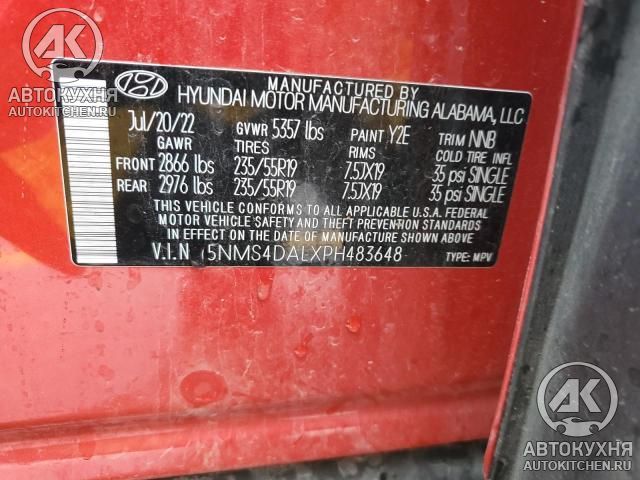 AK
АВТОКУХНЯ
AUTOKITCHEN.RU
MANUFACTURED BY
HYUNDAI MOTOR MANUFACTURING ALABAMA, LLC
Jul/20/22 GVWR 5357 lbs PAINT Y2E TRIM NNB
GAWR TIRES RIMS COLD TIRE INFL
FRONT 2866 lbs 235/55R19 7.5JX19 35 psi SINGLE
REAR 2976 lbs 235/55R19 7.5JX19 35 psi SINGLE
THIS VEHICLE CONFORMS TO ALL APPLICABLE U.S.A. FEDERAL
MOTOR VEHICLE SAFETY, BUMPER, AND THEFT PREVENTION STANDARDS
IN EFFECT ON THE DATE OF MANUFACTURE SHOWN ABOVE.
V.I.N 5NMS4DALXPH483648 TYPE: MPV
AK
АВТОКУХНЯ
AUTOKITCHEN.RU